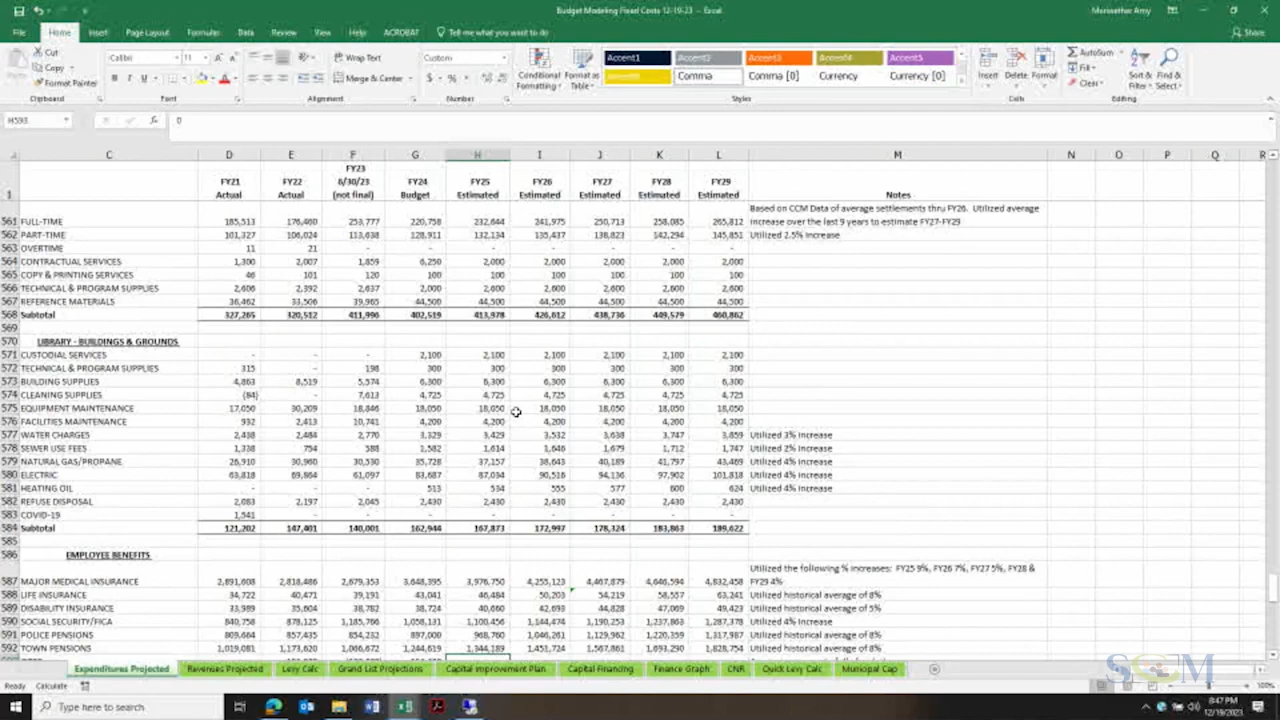 Budget Modeling Fixed Costs 12-19-23 - Excel
Meriwether Amy
File Home Insert Page Layout Formulas Data Review View Help ACROBAT Tell me what you want to do Share
Cut
Copy
Format Painter
Clipboard
Calibri 11
B I U
Font
Wrap Text
Merge & Center
Alignment
Custom
$ % ,
Number
Conditional Formatting
Format as Table
Accent1 Accent2 Accent3 Accent4 Accent5
Accent6 Comma Comma [0] Currency Currency [0]
Styles
Insert Delete Format
Cells
AutoSum
Fill
Clear
Sort & Filter
Find & Select
Editing
H593 fx 0
C D E F G H I J K L M N O P Q R
1 FY21 Actual FY22 Actual FY23 6/30/23 (not final) FY24 Budget FY25 Estimated FY26 Estimated FY27 Estimated FY28 Estimated FY29 Estimated Notes
561 FULL-TIME 185,513 176,460 253,777 220,758 232,644 241,975 250,713 258,085 265,812 Based on CCM Data of average settlements thru FY26. Utilized average increase over the last 9 years to estimate FY27-FY29
562 PART-TIME 101,327 106,024 113,638 128,911 132,134 135,437 138,823 142,294 145,851 Utilized 2.5% Increase
563 OVERTIME 11 21 - - - - - - -
564 CONTRACTUAL SERVICES 1,300 2,007 1,859 6,250 2,000 2,000 2,000 2,000 2,000
565 COPY & PRINTING SERVICES 46 101 120 100 100 100 100 100 100
566 TECHNICAL & PROGRAM SUPPLIES 2,606 2,392 2,637 2,000 2,600 2,600 2,600 2,600 2,600
567 REFERENCE MATERIALS 36,462 33,506 39,965 44,500 44,500 44,500 44,500 44,500 44,500
568 Subtotal 327,265 320,512 411,996 402,519 413,978 426,612 438,736 449,579 460,862
569
570 LIBRARY - BUILDINGS & GROUNDS
571 CUSTODIAL SERVICES - - - 2,100 2,100 2,100 2,100 2,100 2,100
572 TECHNICAL & PROGRAM SUPPLIES 315 - 198 300 300 300 300 300 300
573 BUILDING SUPPLIES 4,863 8,519 5,574 6,300 6,300 6,300 6,300 6,300 6,300
574 CLEANING SUPPLIES (84) - 7,613 4,725 4,725 4,725 4,725 4,725 4,725
575 EQUIPMENT MAINTENANCE 17,050 30,209 18,846 18,050 18,050 18,050 18,050 18,050 18,050
576 FACILITIES MAINTENANCE 932 2,413 10,741 4,200 4,200 4,200 4,200 4,200 4,200
577 WATER CHARGES 2,438 2,484 2,770 3,329 3,429 3,532 3,638 3,747 3,859 Utilized 3% Increase
578 SEWER USE FEES 1,338 754 588 1,582 1,614 1,646 1,679 1,712 1,747 Utilized 2% Increase
579 NATURAL GAS/PROPANE 26,910 30,960 30,530 35,728 37,157 38,643 40,189 41,797 43,469 Utilized 4% Increase
580 ELECTRIC 63,818 69,864 61,097 83,687 87,034 90,516 94,136 97,902 101,818 Utilized 4% Increase
581 HEATING OIL - - - 513 534 555 577 600 624 Utilized 4% Increase
582 REFUSE DISPOSAL 2,083 2,197 2,045 2,430 2,430 2,430 2,430 2,430 2,430
583 COVID-19 1,541 - - - - - - - -
584 Subtotal 121,202 147,401 140,001 162,944 167,873 172,997 178,324 183,863 189,622
585
586 EMPLOYEE BENEFITS
587 MAJOR MEDICAL INSURANCE 2,891,608 2,818,486 2,679,353 3,648,395 3,976,750 4,255,123 4,467,879 4,646,594 4,832,458 Utilized the following % increases: FY25 9%, FY26 7%, FY27 5%, FY28 & FY29 4%
588 LIFE INSURANCE 34,722 40,471 39,191 43,041 46,484 50,203 54,219 58,557 63,241 Utilized historical average of 8%
589 DISABILITY INSURANCE 33,989 35,604 38,782 38,724 40,660 42,693 44,828 47,069 49,423 Utilized historical average of 5%
590 SOCIAL SECURITY/FICA 840,758 878,125 1,185,766 1,058,131 1,100,456 1,144,474 1,190,253 1,237,863 1,287,378 Utilized 4% Increase
591 POLICE PENSIONS 809,664 857,435 854,232 897,000 968,760 1,046,261 1,129,962 1,220,359 1,317,987 Utilized historical average of 8%
592 TOWN PENSIONS 1,019,081 1,173,620 1,066,672 1,244,619 1,344,189 1,451,724 1,567,861 1,693,290 1,828,754 Utilized historical average of 8%
Expenditures Projected Revenues Projected Levy Calc Grand List Projections Capital Improvement Plan Capital Financing Finance Graph CNR Quick Levy Calc Municipal Cap
Ready Calculate 100%
Type here to search
8:47 PM
12/19/2023